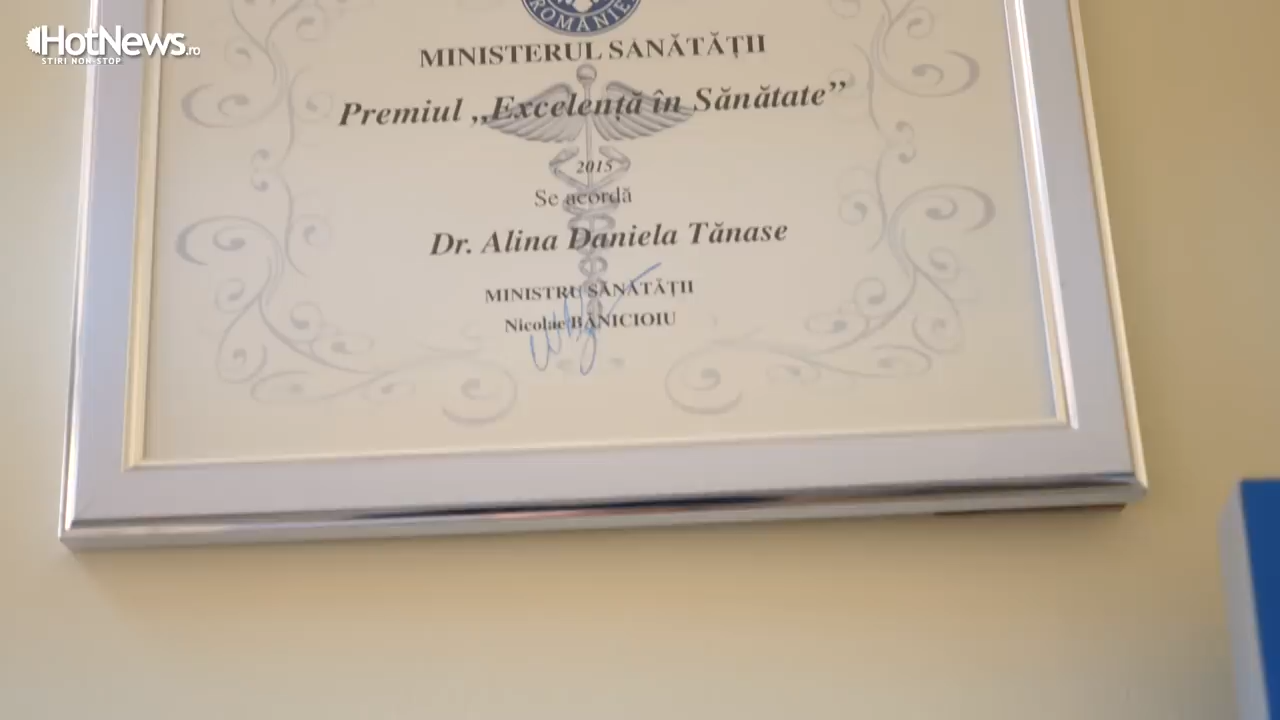 HotNews.ro
STIRI NON STOP
ROMÂNIEI
MINISTERUL SĂNĂTĂȚII
Premiul „Excelență în Sănătate”
2015
Se acordă
Dr. Alina Daniela Tănase
MINISTRU SĂNĂTĂȚII
Nicolae BĂNICIOIU